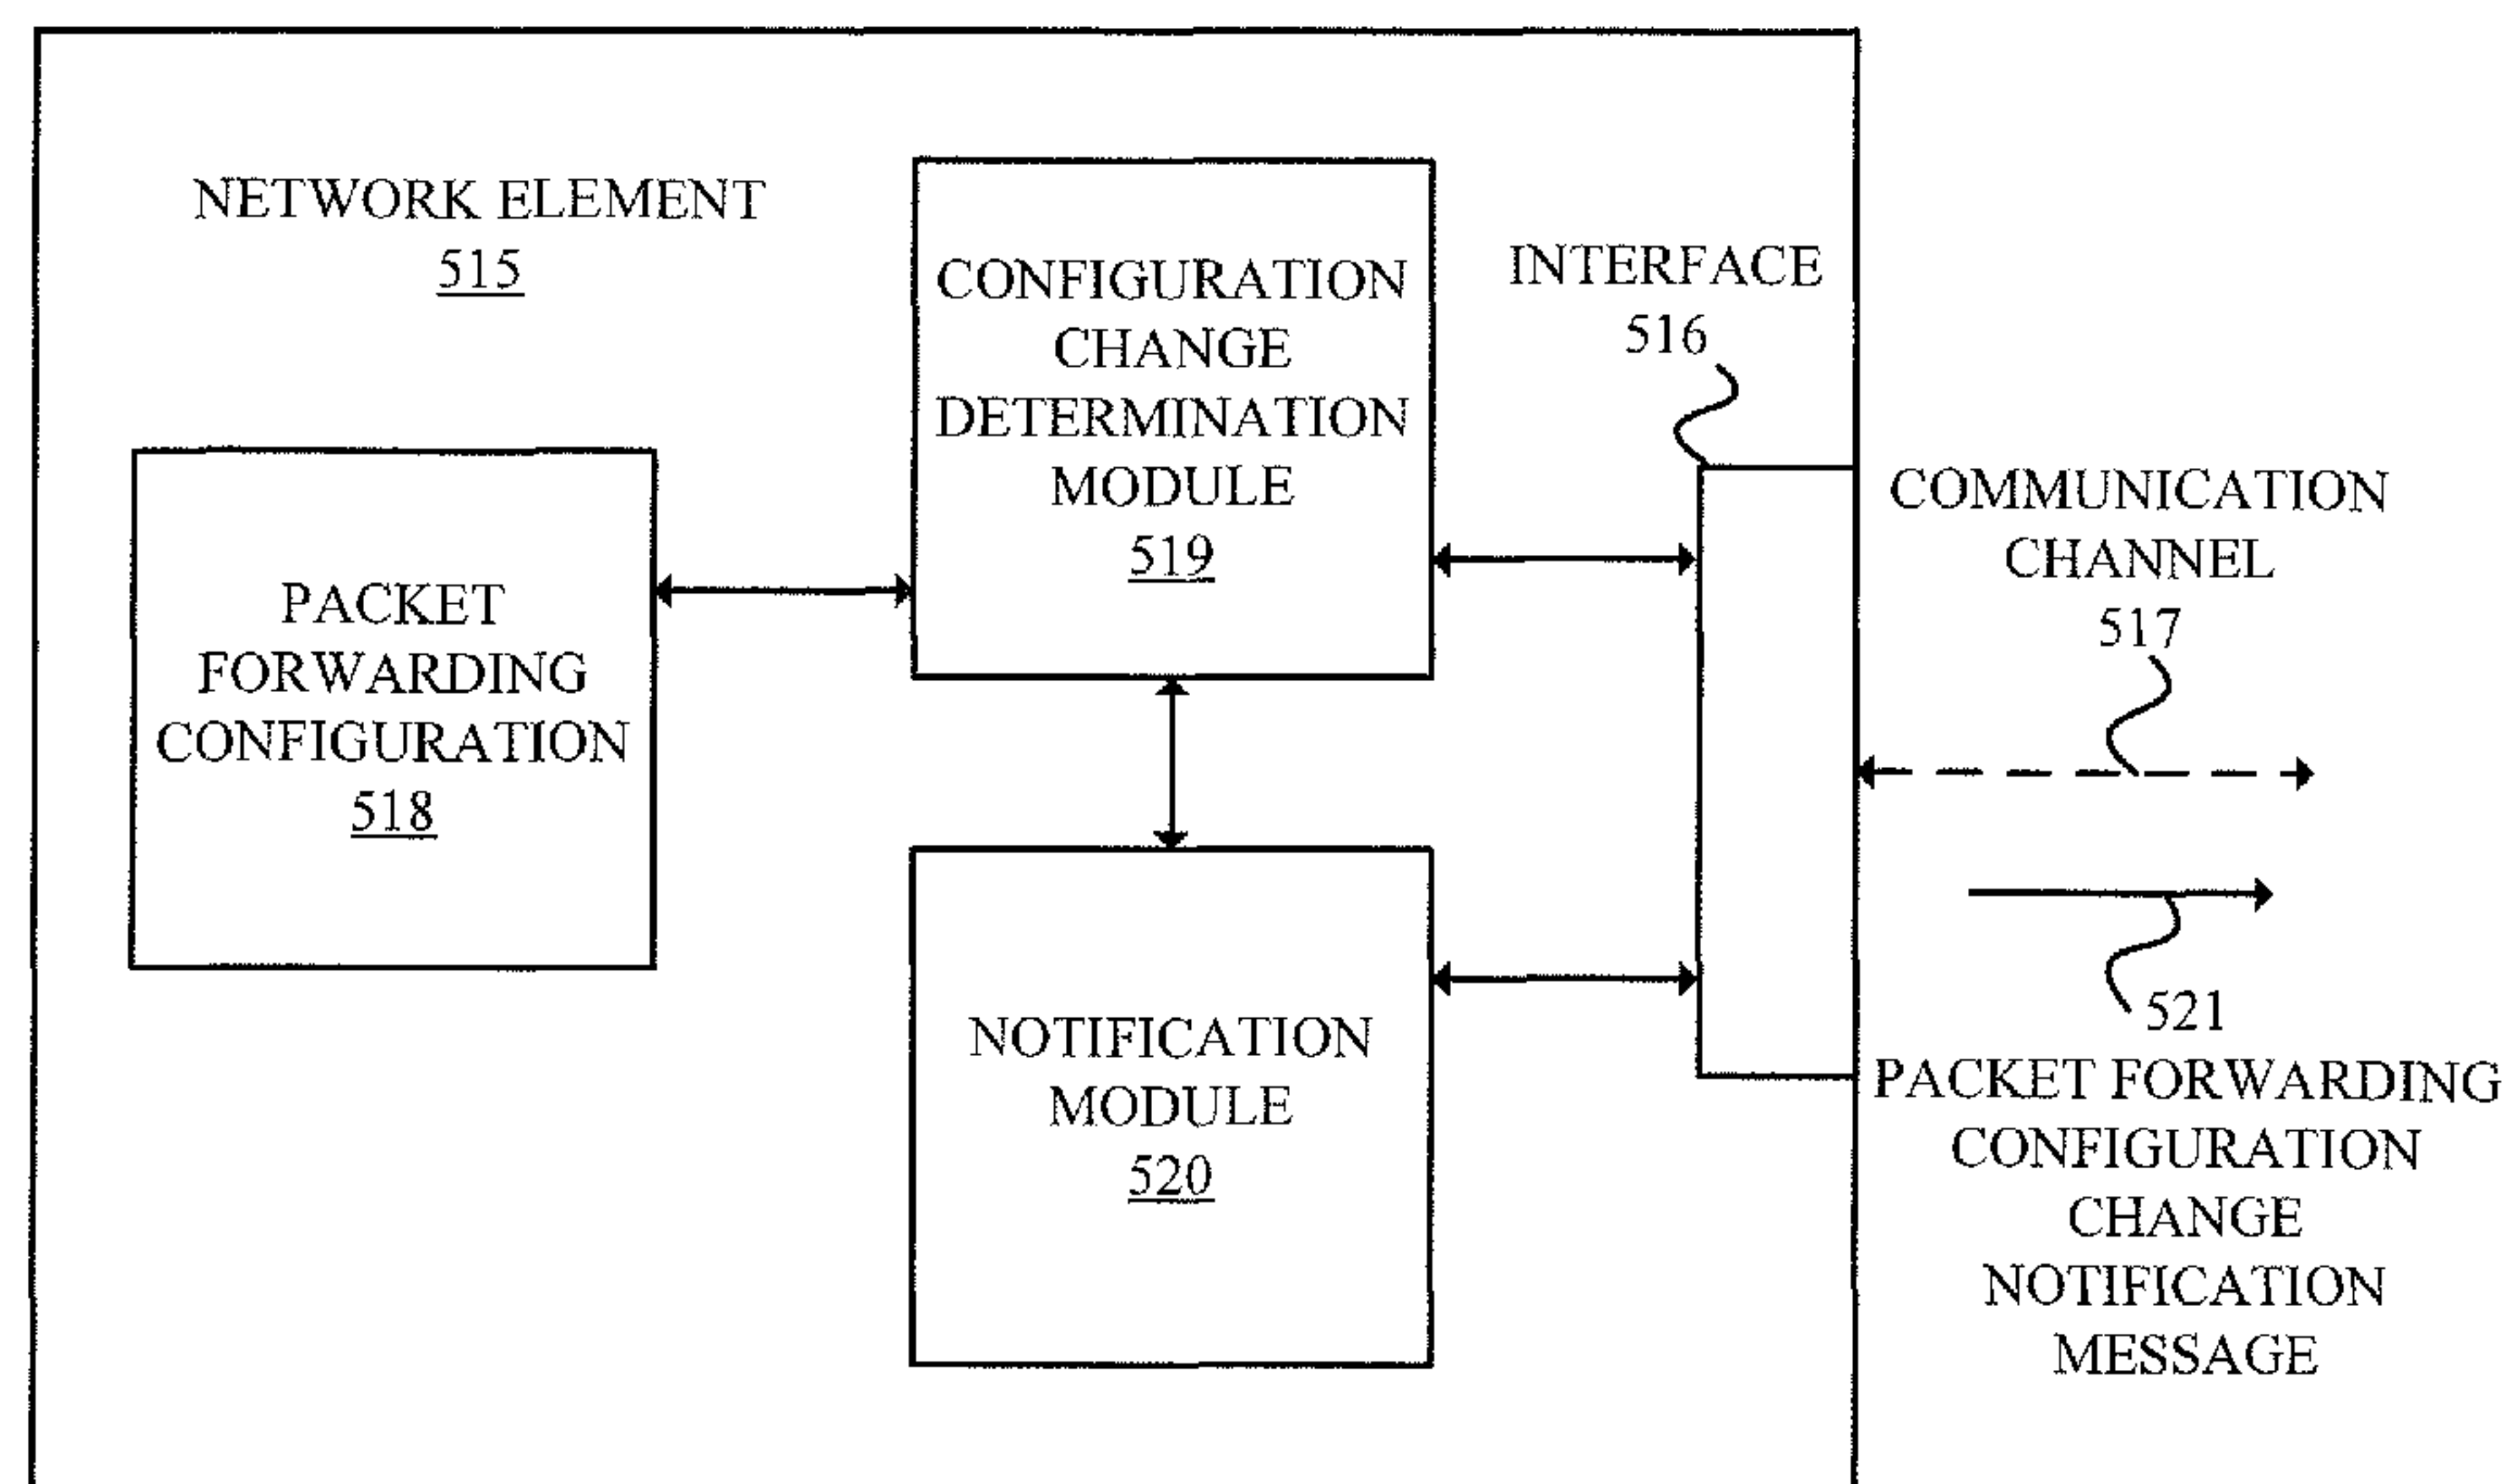 NETWORK ELEMENT
515
CONFIGURATION
CHANGE
DETERMINATION
MODULE
519
INTERFACE
516
COMMUNICATION
CHANNEL
517
PACKET
FORWARDING
CONFIGURATION
518
NOTIFICATION
MODULE
520
521
PACKET FORWARDING
CONFIGURATION
CHANGE
NOTIFICATION
MESSAGE